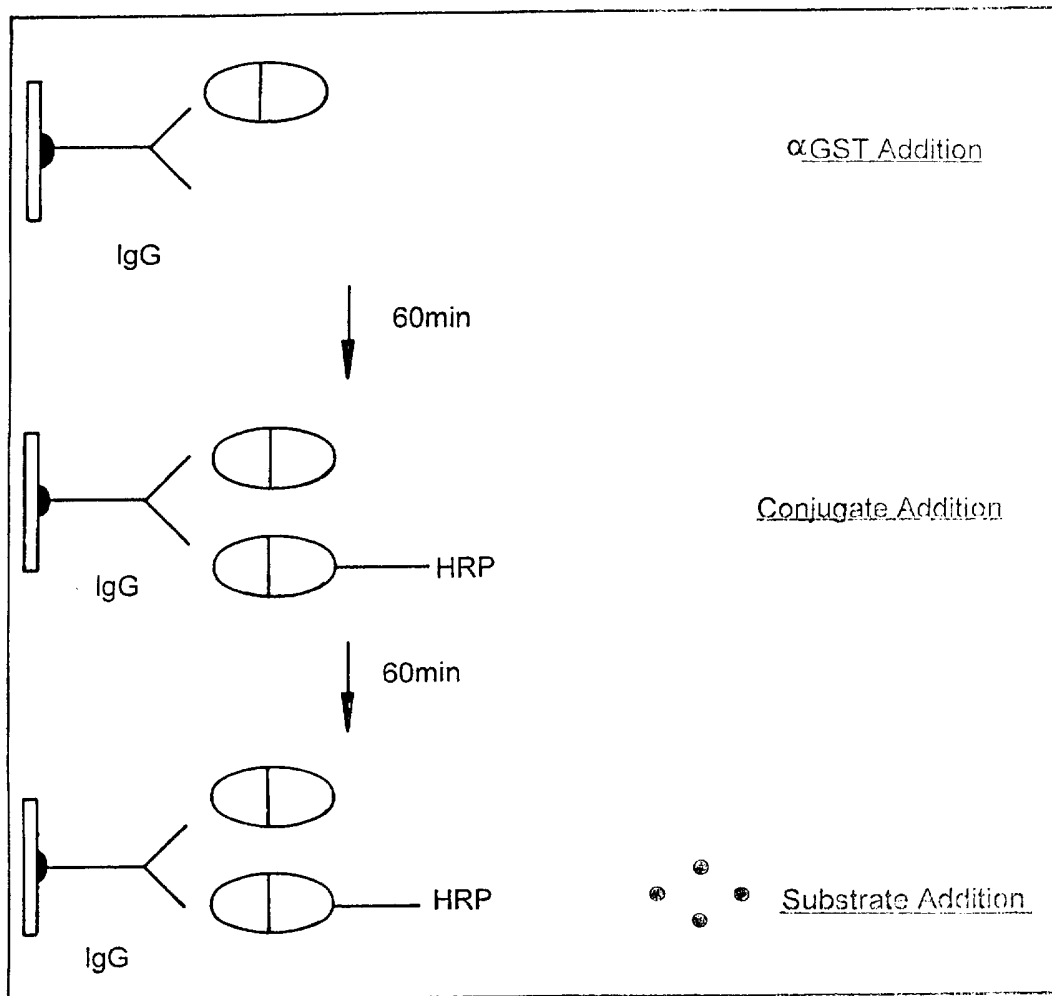 αGST Addition
IgG
60min
Conjugate Addition
HRP
IgG
60min
HRP
Substrate Addition
IgG